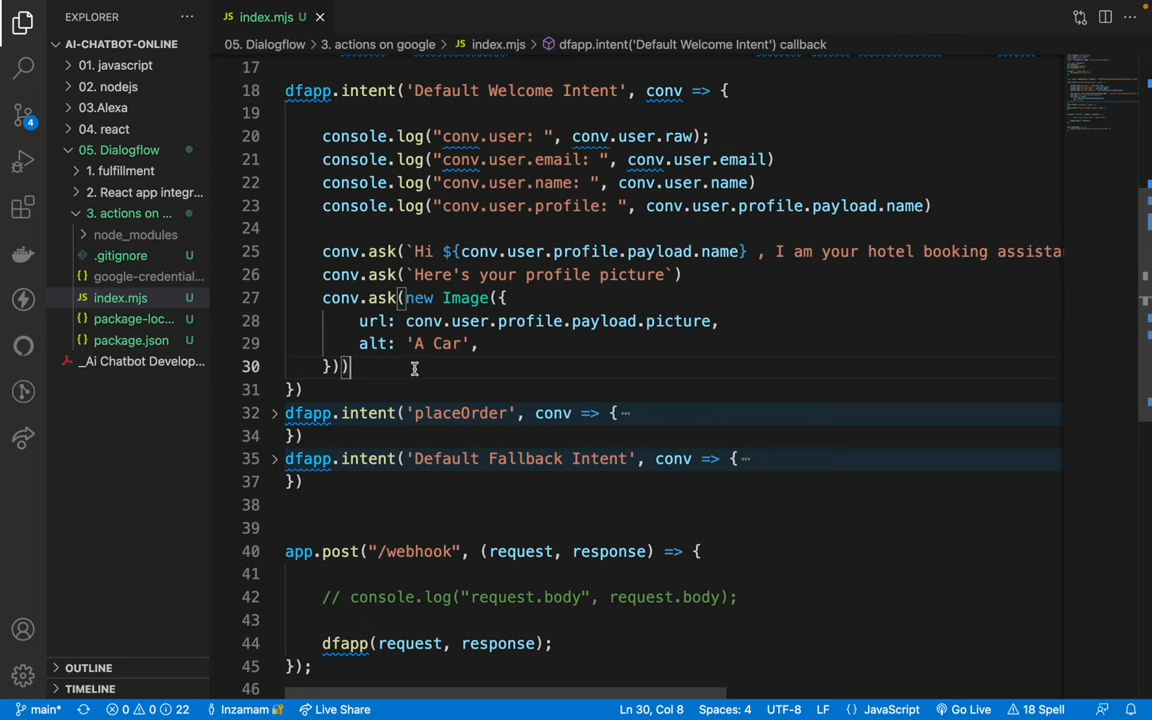 EXPLORER
AI-CHATBOT-ONLINE
01. javascript
02. nodejs
03.Alexa
04. react
05. Dialogflow
1. fulfillment
2. React app integr...
3. actions on ...
node_modules
.gitignore U
{} google-credential...
JS index.mjs U
{} package-loc... U
{} package.json U
_Ai Chatbot Develop...
OUTLINE
TIMELINE
4
JS index.mjs U
05. Dialogflow > 3. actions on google > JS index.mjs > dfapp.intent('Default Welcome Intent') callback
17
18 dfapp.intent('Default Welcome Intent', conv => {
19
20 console.log("conv.user: ", conv.user.raw);
21 console.log("conv.user.email: ", conv.user.email)
22 console.log("conv.user.name: ", conv.user.name)
23 console.log("conv.user.profile: ", conv.user.profile.payload.name)
24
25 conv.ask(`Hi ${conv.user.profile.payload.name} , I am your hotel booking assista
26 conv.ask(`Here's your profile picture`)
27 conv.ask(new Image({
28 url: conv.user.profile.payload.picture,
29 alt: 'A Car',
30 }))
31 })
32 dfapp.intent('placeOrder', conv => {…
34 })
35 dfapp.intent('Default Fallback Intent', conv => {…
37 })
38
39
40 app.post("/webhook", (request, response) => {
41
42 // console.log("request.body", request.body);
43
44 dfapp(request, response);
45 });
46
main* 0 0 22 Inzamam Live Share Ln 30, Col 8 Spaces: 4 UTF-8 LF {} JavaScript Go Live 18 Spell